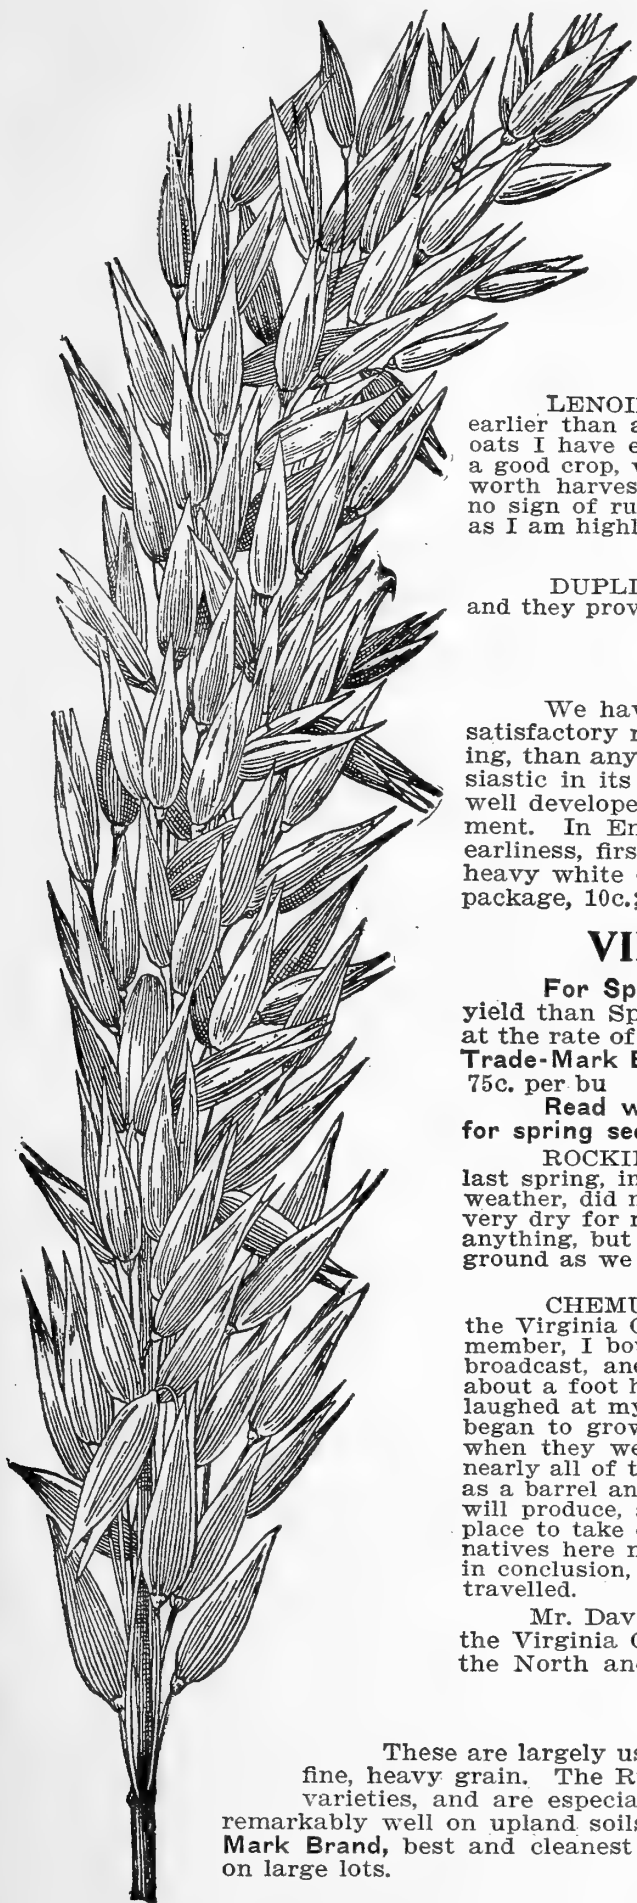 LENOI
earlier than a
oats I have e
a good crop, v
worth harves
no sign of ru
as I am highl
DUPLI
and they prov
We hav
satisfactory r
ing, than any
siastic in its
well develope
ment. In En
earliness, firs
heavy white
package, 10c.;
VI
For Sp
yield than Sp
at the rate of
Trade-Mark B
75c. per bu
Read w
for spring see
ROCKI
last spring, in
weather, did n
very dry for n
anything, but
ground as we
CHEMU
the Virginia G
member, I bo
broadcast, and
about a foot h
laughed at my
began to grow
when they we
nearly all of t
as a barrel an
will produce, a
place to take
natives here n
in conclusion,
travelled.
Mr. Dav
the Virginia G
the North an
These are largely us
fine, heavy grain. The R
varieties, and are especia
remarkably well on upland soils
Mark Brand, best and cleanest
on large lots.